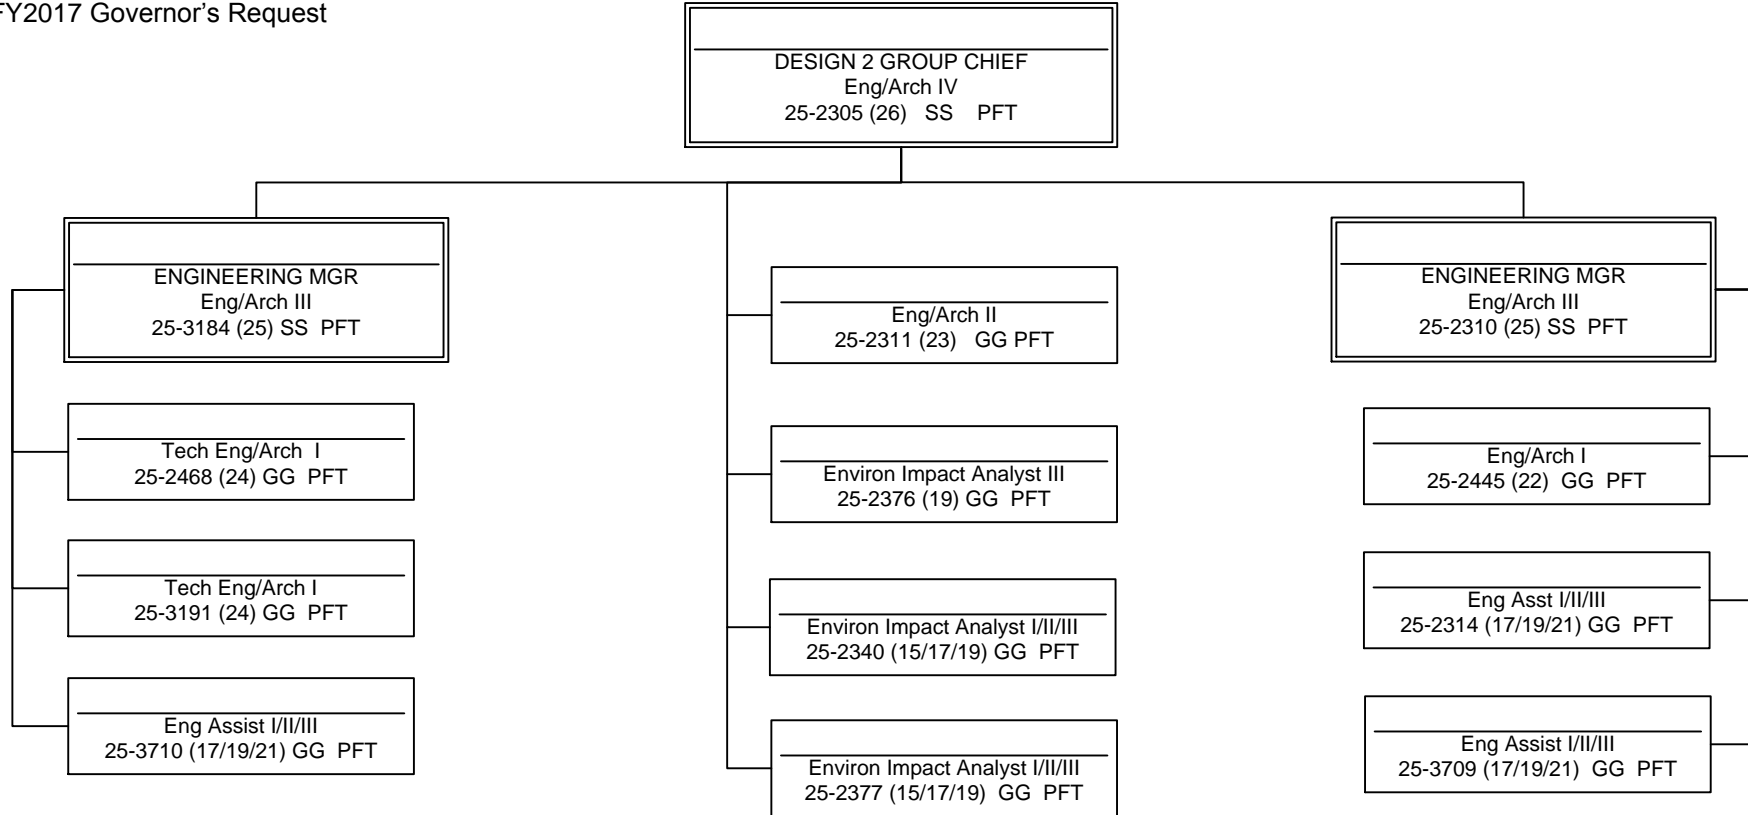 FY2017 Governor's Request
DESIGN 2 GROUP CHIEF
Eng/Arch IV
25-2305 (26) SS PFT
ENGINEERING MGR
Eng/Arch III
25-3184 (25) SS PFT
Tech Eng/Arch I
25-2468 (24) GG PFT
Tech Eng/Arch I
25-3191 (24) GG PFT
Eng Assist I/II/III
25-3710 (17/19/21) GG PFT
Eng/Arch II
25-2311 (23) GG PFT
Environ Impact Analyst III
25-2376 (19) GG PFT
Environ Impact Analyst I/II/III
25-2340 (15/17/19) GG PFT
Environ Impact Analyst I/II/III
25-2377 (15/17/19) GG PFT
ENGINEERING MGR
Eng/Arch III
25-2310 (25) SS PFT
Eng/Arch I
25-2445 (22) GG PFT
Eng Asst I/II/III
25-2314 (17/19/21) GG PFT
Eng Assist I/II/III
25-3709 (17/19/21) GG PFT